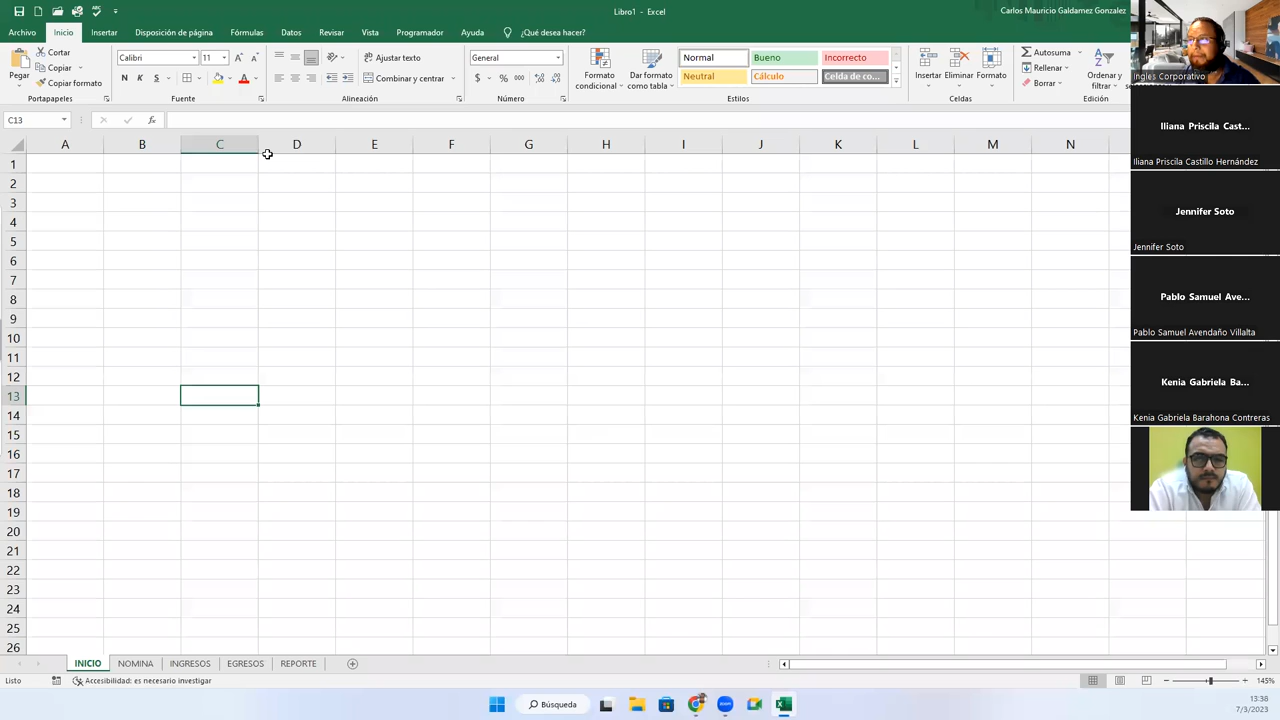 Libro1 - Excel
Carlos Mauricio Galdamez Gonzalez
Archivo Inicio Insertar Disposición de página Fórmulas Datos Revisar Vista Programador Ayuda ¿Qué desea hacer?
Pegar
Cortar
Copiar
Copiar formato
Portapapeles
Calibri 11
N K S
Fuente
Ajustar texto
Combinar y centrar
Alineación
General
$ % 000
Número
Formato condicional
Dar formato como tabla
Normal Bueno Incorrecto
Neutral Cálculo Celda de co...
Estilos
Insertar Eliminar Formato
Celdas
Autosuma
Rellenar
Borrar
Ordenar y filtrar
Edición
C13
fx
A B C D E F G H I J K L M N
1
2
3
4
5
6
7
8
9
10
11
12
13
14
15
16
17
18
19
20
21
22
23
24
25
26
Ingles Corporativo
Iliana Priscila Cast...
Iliana Priscila Castillo Hernández
Jennifer Soto
Jennifer Soto
Pablo Samuel Ave...
Pablo Samuel Avendaño Villalta
Kenia Gabriela Ba...
Kenia Gabriela Barahona Contreras
INICIO NOMINA INGRESOS EGRESOS REPORTE
Listo
Accesibilidad: es necesario investigar
145%
Búsqueda
13:38
7/3/2023